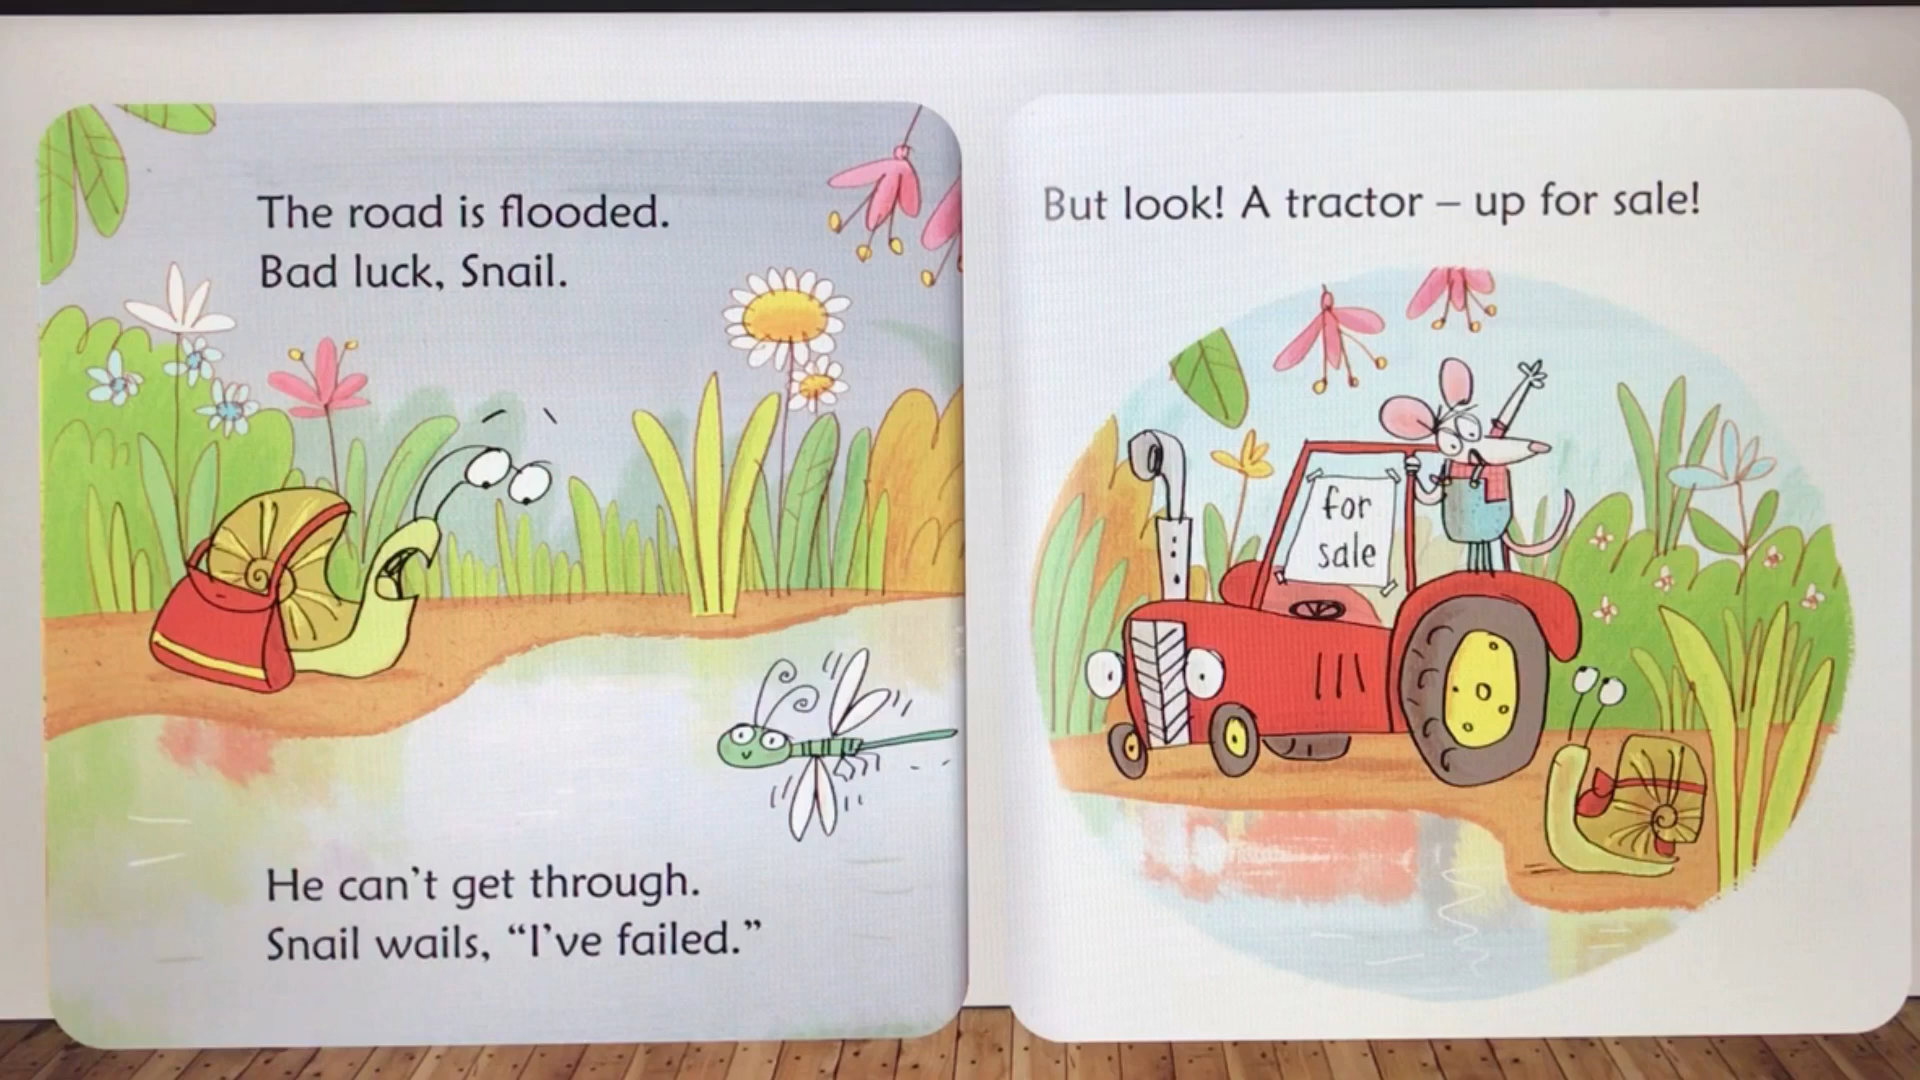 The road is flooded.
Bad luck, Snail.
He can't get through.
Snail wails, “I've failed.”
But look! A tractor – up for sale!
for
sale